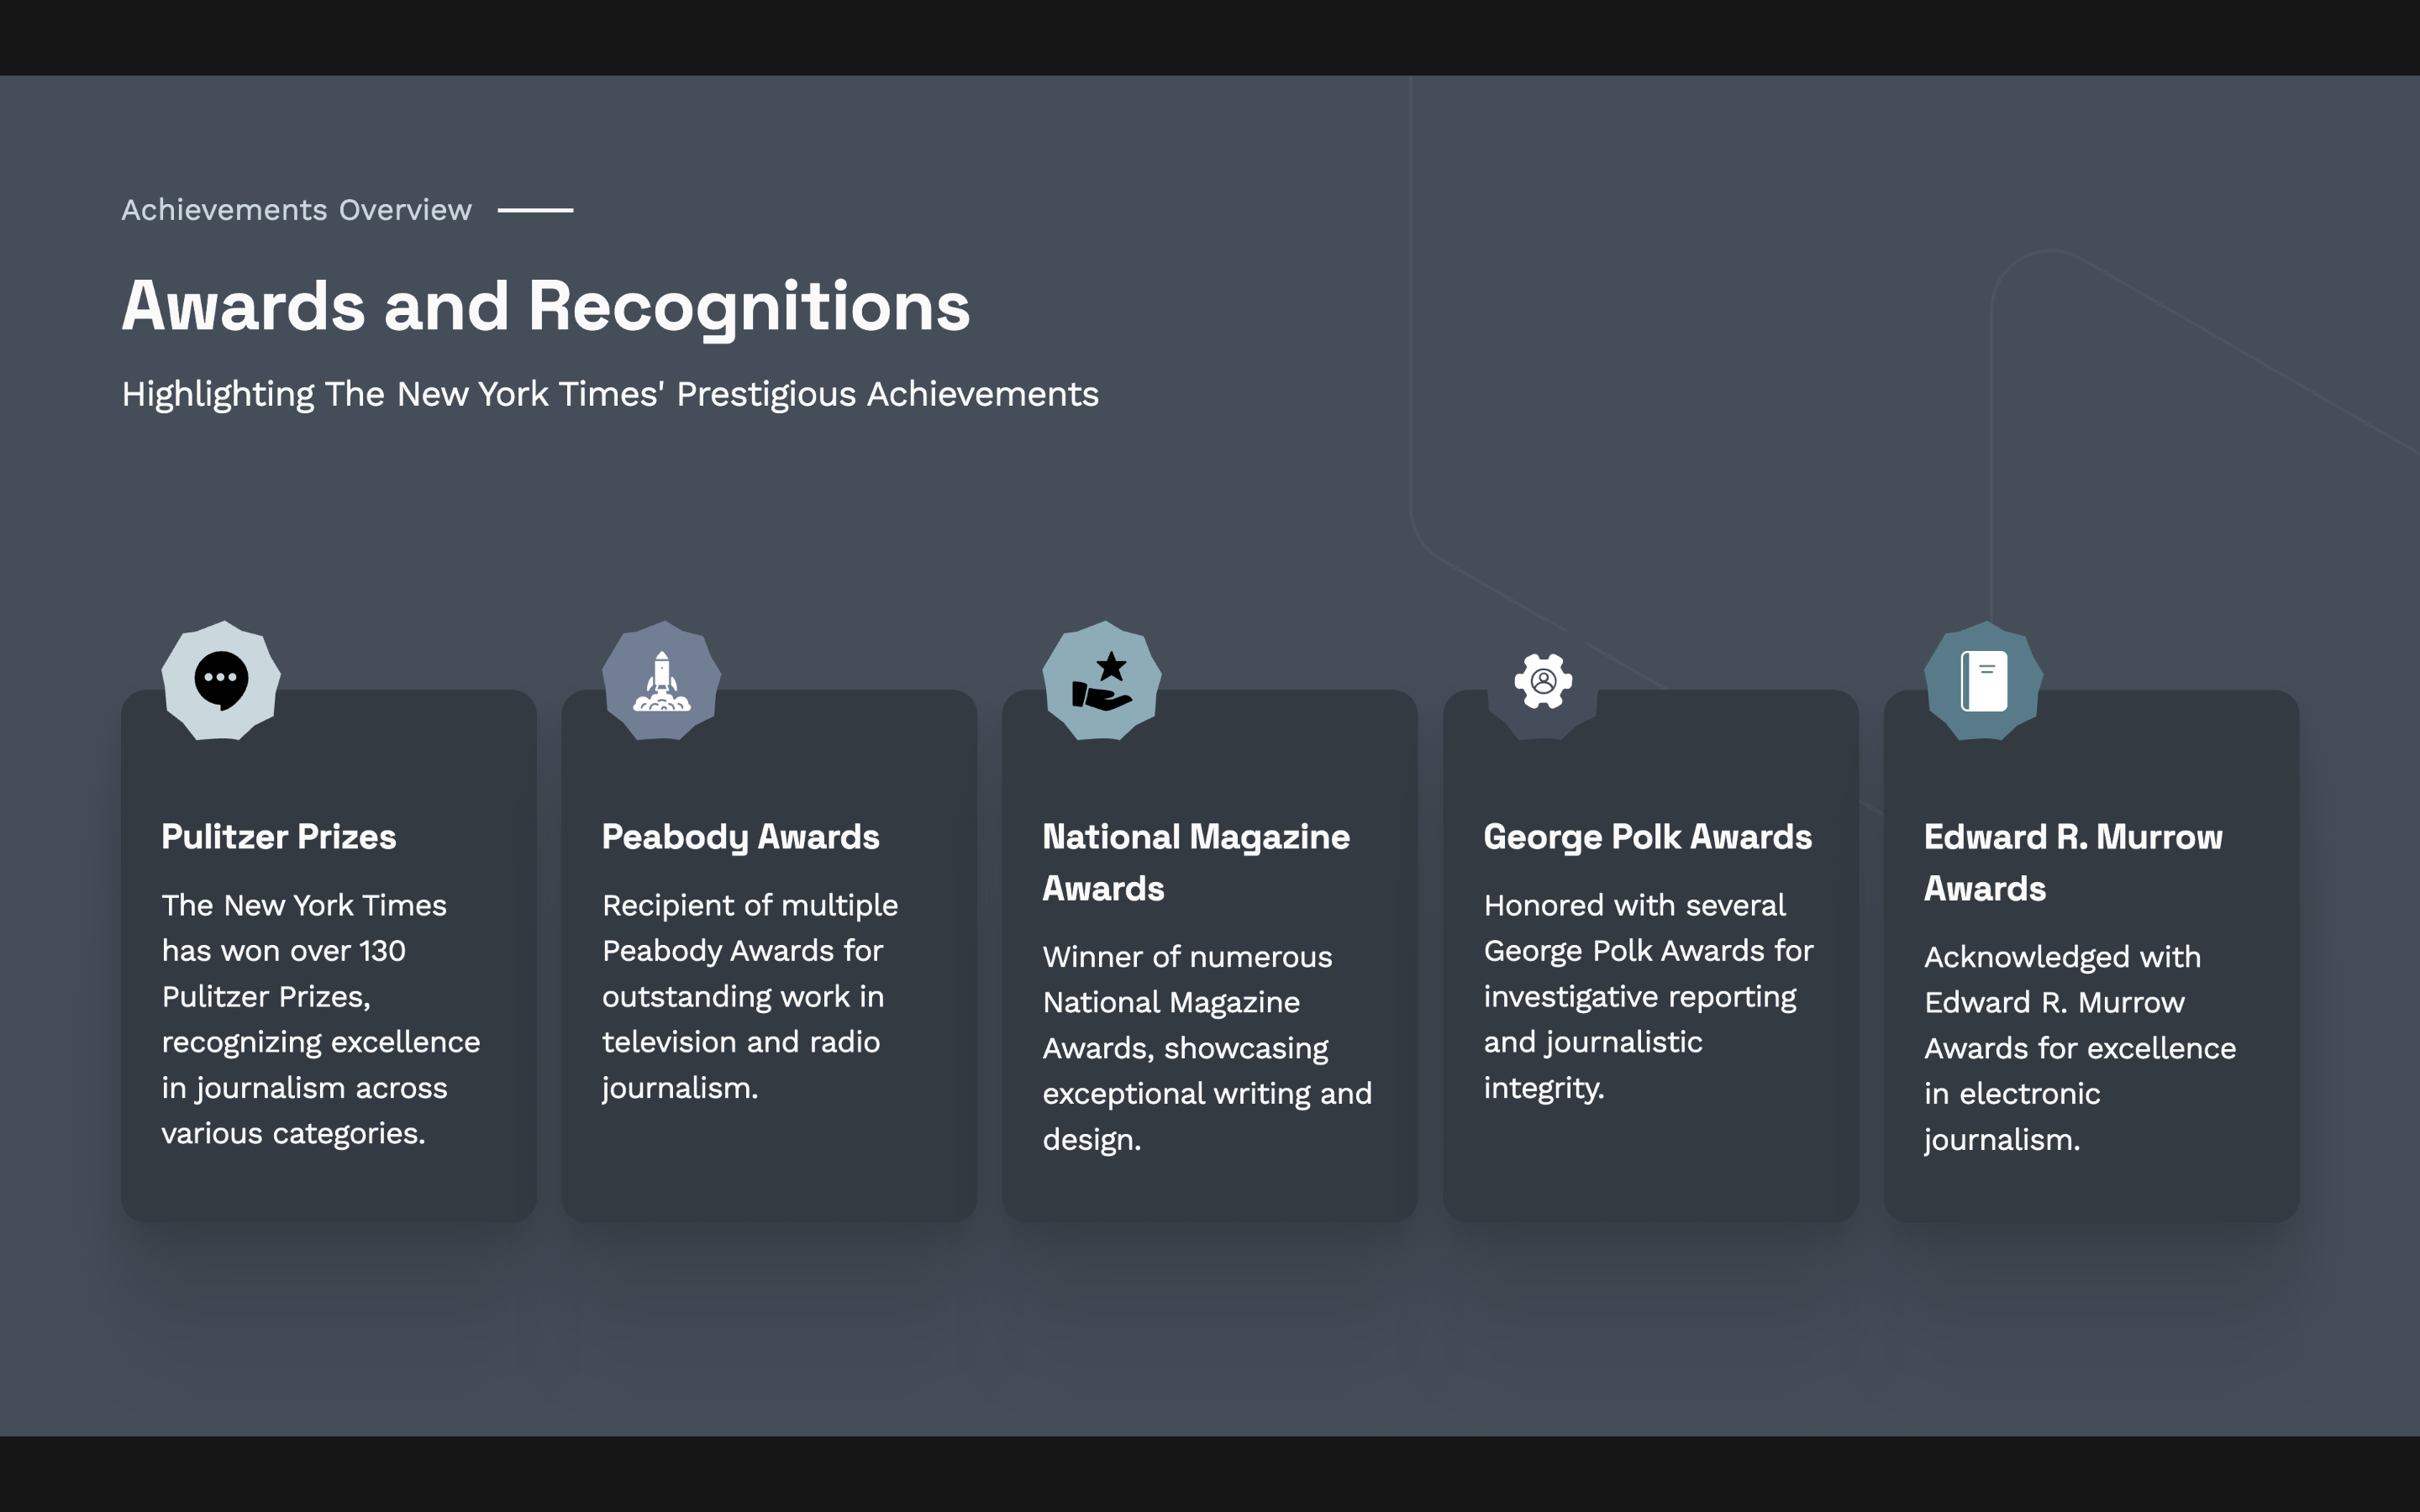 Achievements Overview
Awards and Recognitions
Highlighting The New York Times' Prestigious Achievements
Pulitzer Prizes
The New York Times
has won over 130
Pulitzer Prizes,
recognizing excellence
in journalism across
various categories.
Peabody Awards
Recipient of multiple
Peabody Awards for
outstanding work in
television and radio
journalism.
National Magazine
Awards
Winner of numerous
National Magazine
Awards, showcasing
exceptional writing and
design.
George Polk Awards
Honored with several
George Polk Awards for
investigative reporting
and journalistic
integrity.
Edward R. Murrow
Awards
Acknowledged with
Edward R. Murrow
Awards for excellence
in electronic
journalism.